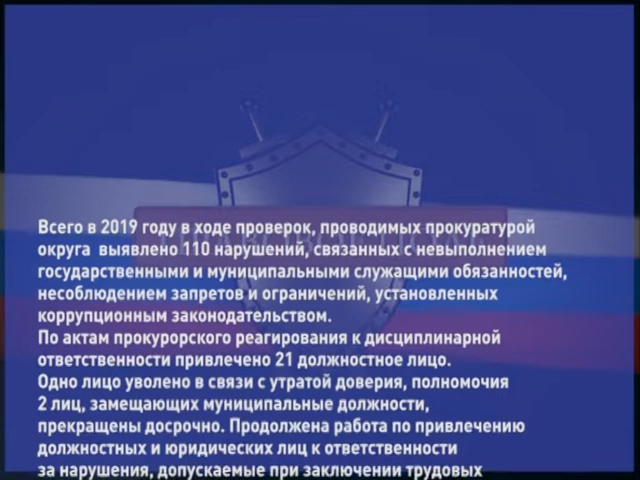 Всего в 2019 году в ходе проверок, проводимых прокуратурой
округа выявлено 110 нарушений, связанных с невыполнением
государственными и муниципальными служащими обязанностей,
несоблюдением запретов и ограничений, установленных
коррупционным законодательством.
По актам прокурорского реагирования к дисциплинарной
ответственности привлечено 21 должностное лицо.
Одно лицо уволено в связи с утратой доверия, полномочия
2 лиц, замещающих муниципальные должности,
прекращены досрочно. Продолжена работа по привлечению
должностных и юридических лиц к ответственности
за нарушения, допускаемые при заключении трудовых